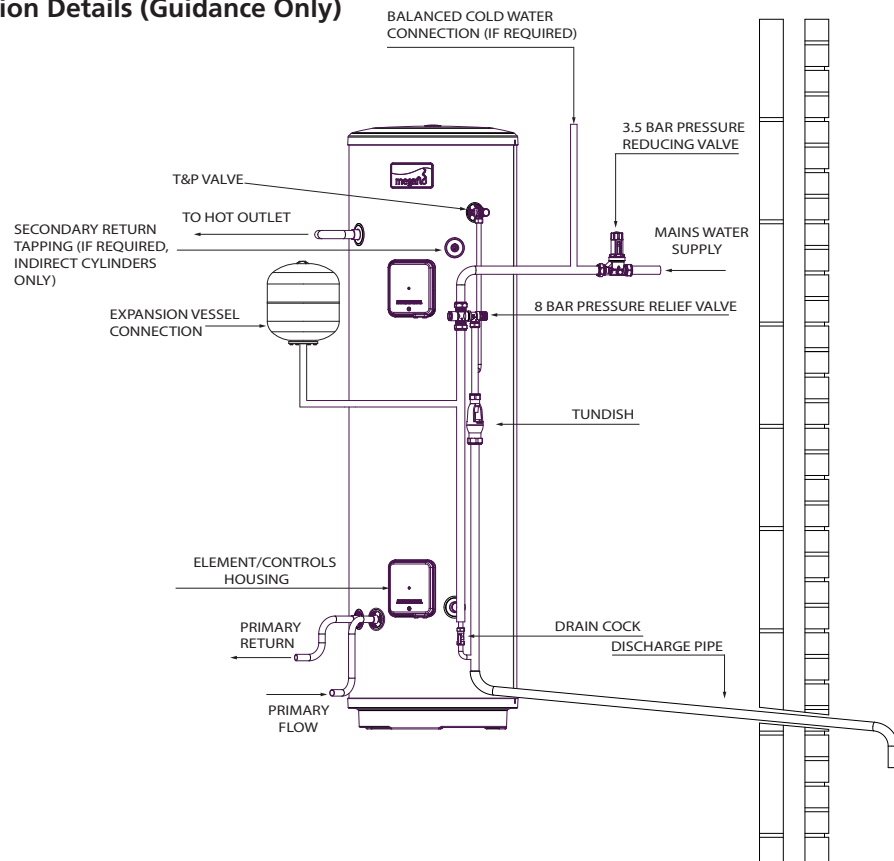 ion Details (Guidance Only)
BALANCED COLD WATER
CONNECTION (IF REQUIRED)
3.5 BAR PRESSURE
REDUCING VALVE
T&P VALVE
TO HOT OUTLET
SECONDARY RETURN
TAPPING (IF REQUIRED,
INDIRECT CYLINDERS
ONLY)
MAINS WATER
SUPPLY
megaflo
EXPANSION VESSEL
CONNECTION
8 BAR PRESSURE RELIEF VALVE
TUNDISH
ELEMENT/CONTROLS
HOUSING
PRIMARY
RETURN
DRAIN COCK
DISCHARGE PIPE
PRIMARY
FLOW